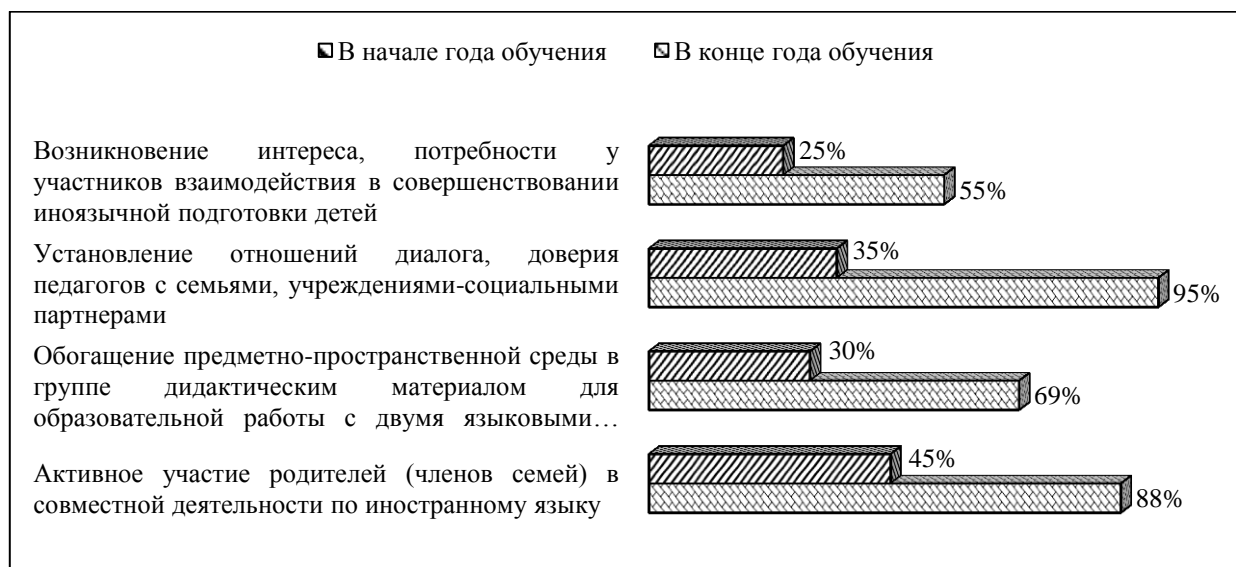 В начале года обучения В конце года обучения
Возникновение интереса, потребности у
участников взаимодействия в совершенствовании
иноязычной подготовки детей
25%
55%
Установление отношений диалога, доверия
педагогов с семьями, учреждениями-социальными
партнерами
35%
95%
Обогащение предметно-пространственной среды в
группе дидактическим материалом для
образовательной работы с двумя языковыми…
30%
69%
Активное участие родителей (членов семей) в
совместной деятельности по иностранному языку
45%
88%